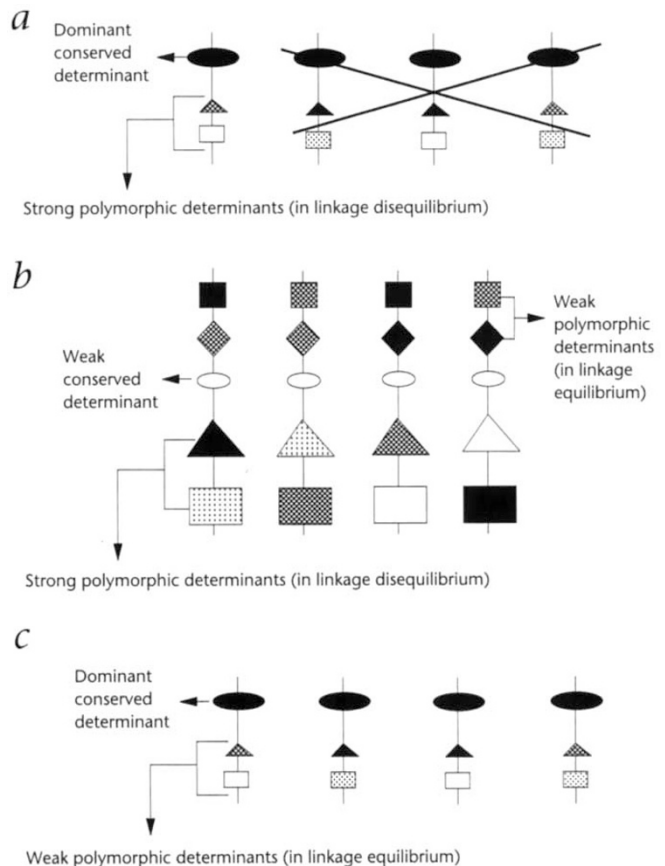 a
Dominant
conserved
determinant
Strong polymorphic determinants (in linkage disequilibrium)
b
Weak
conserved
determinant
Weak
polymorphic
determinants
(in linkage
equilibrium)
Strong polymorphic determinants (in linkage disequilibrium)
c
Dominant
conserved
determinant
Weak polymorphic determinants (in linkage equilibrium)